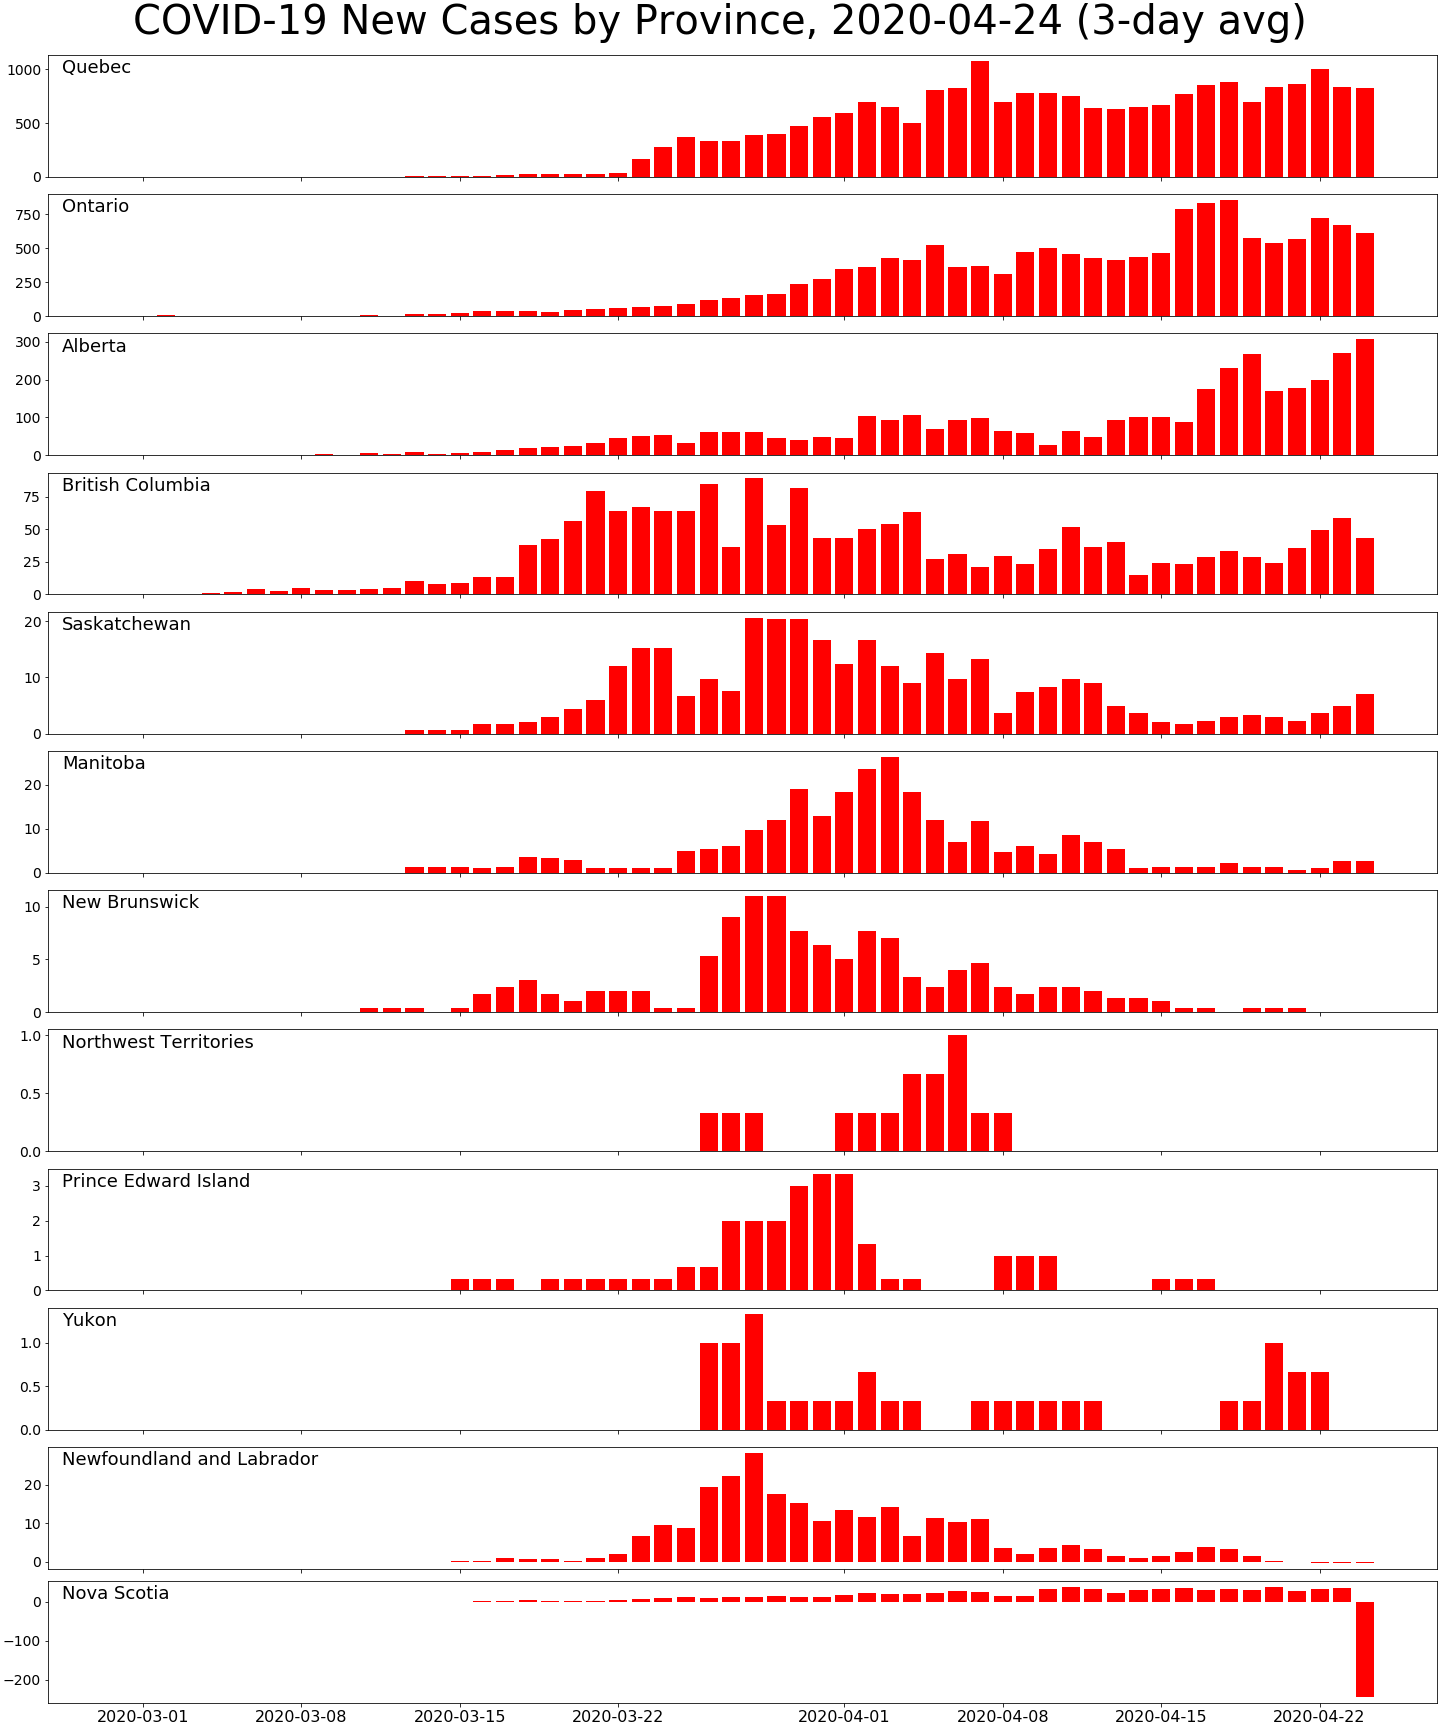 COVID-19 New Cases by Province, 2020-04-24 (3-day avg)
Quebec
1000
500
0
Ontario
750
500
250
0
Alberta
300
200
100
0
British Columbia
75
50
25
0
Saskatchewan
20
10
0
Manitoba
20
10
0
New Brunswick
10
5
0
Northwest Territories
1.0
0.5
0.0
Prince Edward Island
3
2
1
0
Yukon
1.0
0.5
0.0
Newfoundland and Labrador
20
10
0
Nova Scotia
0
−100
−200
2020-03-01 2020-03-08 2020-03-15 2020-03-22 2020-04-01 2020-04-08 2020-04-15 2020-04-22